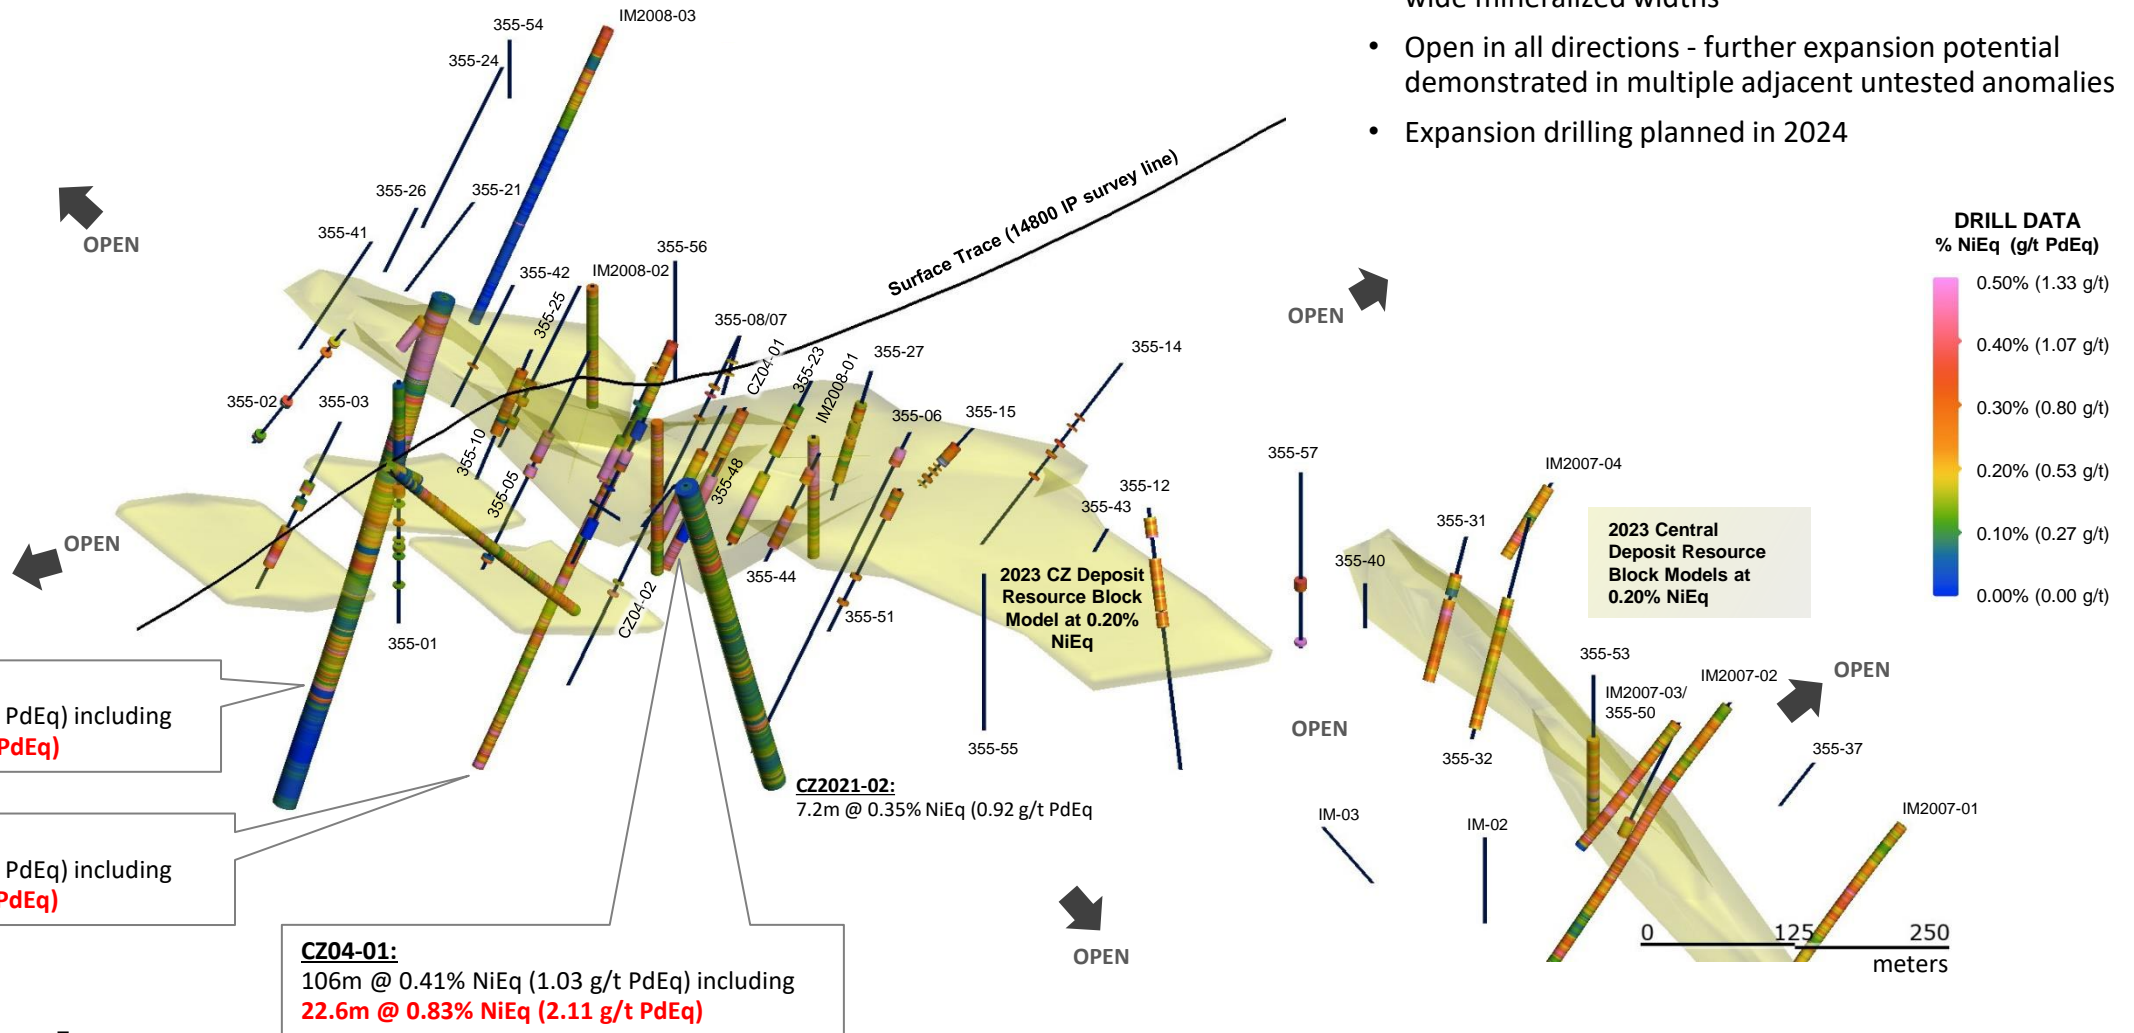 wide mineralized widths
• Open in all directions - further expansion potential
demonstrated in multiple adjacent untested anomalies
• Expansion drilling planned in 2024
DRILL DATA
% NiEq (g/t PdEq)
0.50% (1.33 g/t)
0.40% (1.07 g/t)
0.30% (0.80 g/t)
0.20% (0.53 g/t)
0.10% (0.27 g/t)
0.00% (0.00 g/t)
355-54
IM2008-03
355-24
355-26
355-21
355-41
OPEN
355-42
IM2008-02
355-56
355-25
Surface Trace (14800 IP survey line)
OPEN
355-08/07
CZ04-01
355-23
IM2008-01
355-27
355-14
355-02
355-03
355-06
355-15
355-10
355-05
355-48
355-12
355-43
355-57
IM2007-04
355-31
355-40
OPEN
355-44
2023 CZ Deposit
Resource Block
Model at 0.20%
NiEq
2023 Central
Deposit Resource
Block Models at
0.20% NiEq
CZ04-02
355-51
355-01
355-55
355-53
IM2007-03/
355-50
IM2007-02
OPEN
OPEN
355-32
355-37
PdEq) including
PdEq)
CZ2021-02:
7.2m @ 0.35% NiEq (0.92 g/t PdEq
IM-03
IM-02
IM2007-01
PdEq) including
PdEq)
OPEN
0 125 250
meters
CZ04-01:
106m @ 0.41% NiEq (1.03 g/t PdEq) including
22.6m @ 0.83% NiEq (2.11 g/t PdEq)